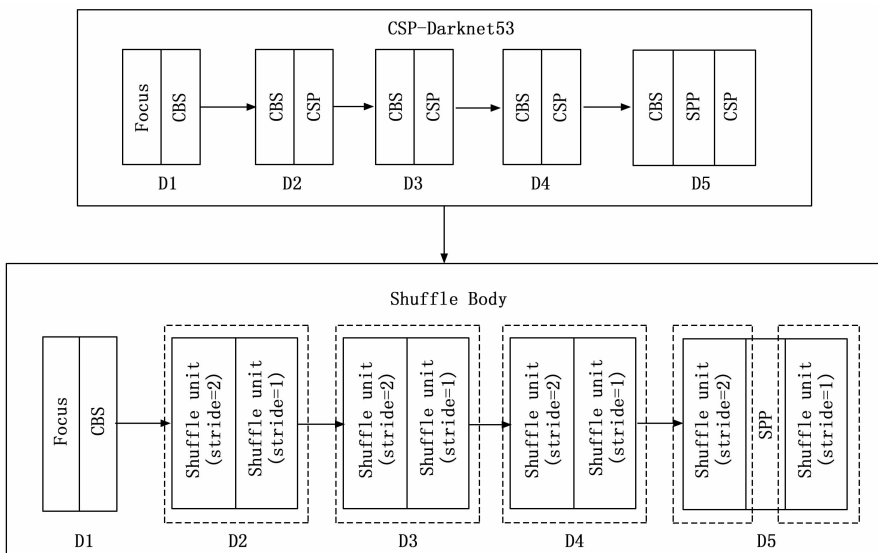 CSP-Darknet53
Focus
CBS
CBS
CSP
CBS
CSP
CBS
CSP
CBS
SPP
CSP
D1
D2
D3
D4
D5
Shuffle Body
Focus
CBS
Shuffle unit
(stride=2)
Shuffle unit
(stride=1)
Shuffle unit
(stride=2)
Shuffle unit
(stride=1)
Shuffle unit
(stride=2)
Shuffle unit
(stride=1)
Shuffle unit
(stride=2)
SPP
Shuffle unit
(stride=1)
D1
D2
D3
D4
D5